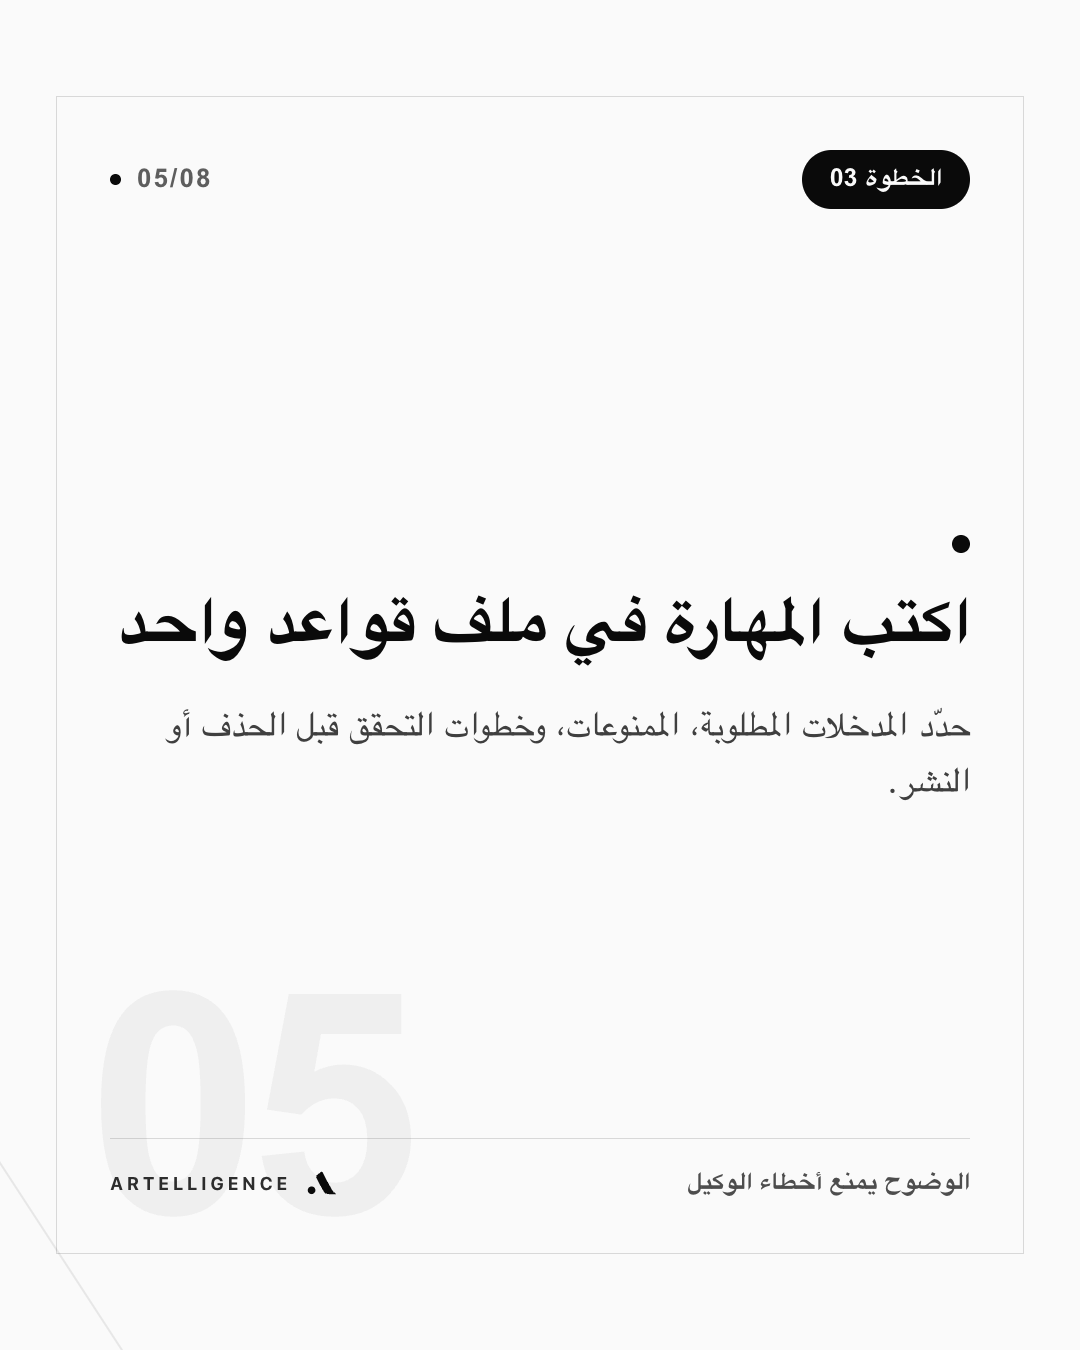 الخطوة 03
05/08
اكتب المهارة في ملف قواعد واحد
حدّد المدخلات المطلوبة، الممنوعات، وخطوات التحقق قبل الحذف أو
النشر.
05
الوضوح يمنع أخطاء الوكيل
ARTELLIGENCE